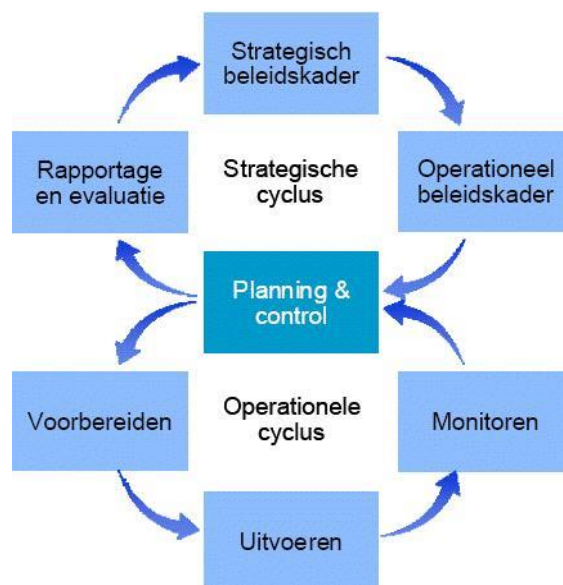 Strategisch
beleidskader
Rapportage
en evaluatie
Strategische
cyclus
Operationeel
beleidskader
Planning &
control
Voorbereiden
Operationele
cyclus
Monitoren
Uitvoeren